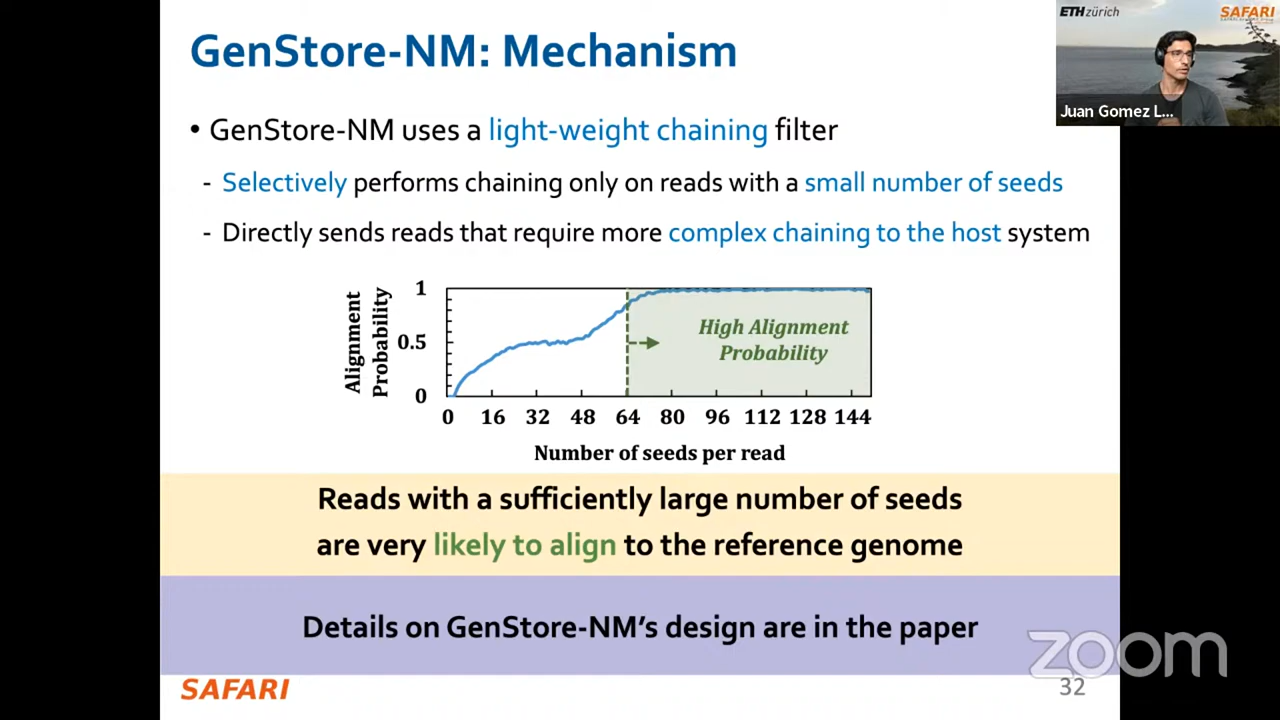 GenStore-NM: Mechanism
ETHzürich
SAFARI
Juan Gomez L...
• GenStore-NM uses a light-weight chaining filter
- Selectively performs chaining only on reads with a small number of seeds
- Directly sends reads that require more complex chaining to the host system
Alignment
Probability
1
0.5
0
High Alignment
Probability
0 16 32 48 64 80 96 112 128 144
Number of seeds per read
Reads with a sufficiently large number of seeds
are very likely to align to the reference genome
Details on GenStore-NM's design are in the paper
zoom
SAFARI
32